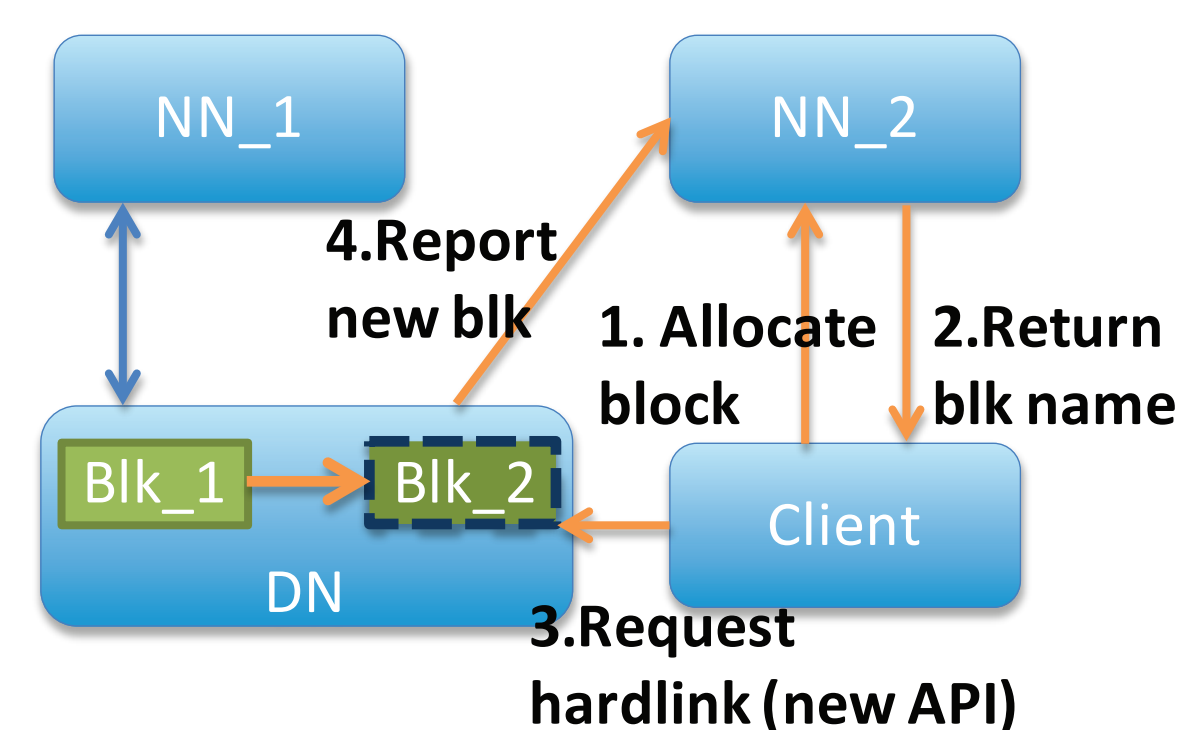 NN_1
NN_2
4.Report
new blk
1. Allocate
block
2.Return
blk name
Blk_1
Blk_2
DN
Client
3.Request
hardlink (new API)